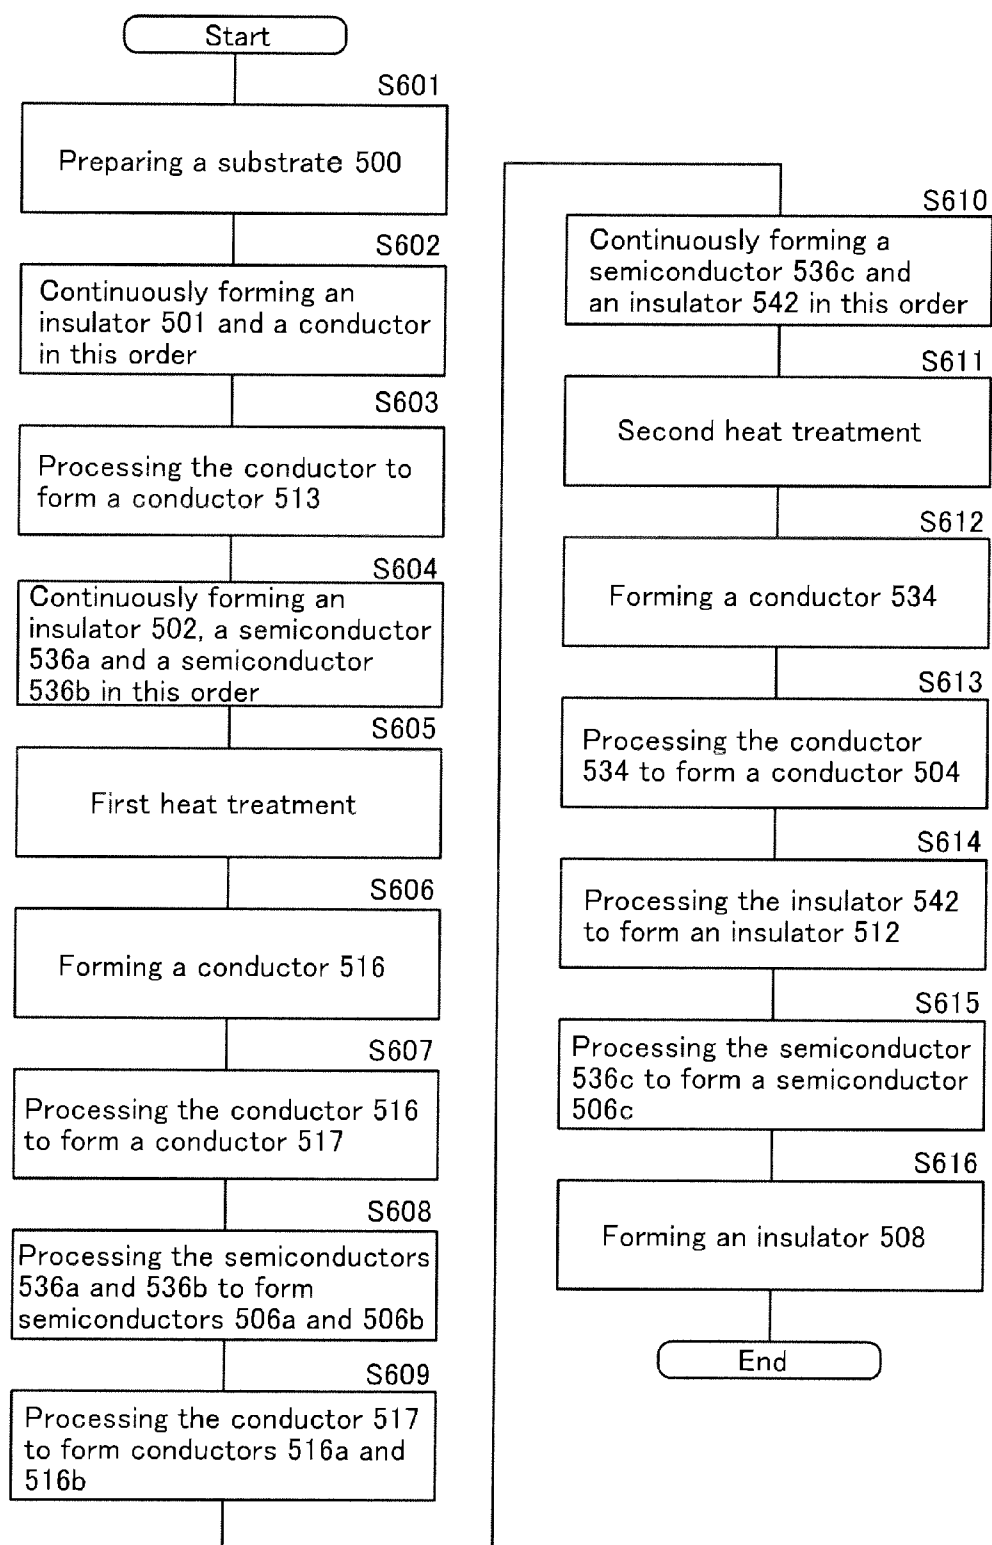 Start
S601
Preparing a substrate 500
S602
Continuously forming an
insulator 501 and a conductor
in this order
S603
Processing the conductor to
form a conductor 513
S604
Continuously forming an
insulator 502, a semiconductor
536a and a semiconductor
536b in this order
S605
First heat treatment
S606
Forming a conductor 516
S607
Processing the conductor 516
to form a conductor 517
S608
Processing the semiconductors
536a and 536b to form
semiconductors 506a and 506b
S609
Processing the conductor 517
to form conductors 516a and
516b
S610
Continuously forming a
semiconductor 536c and
an insulator 542 in this order
S611
Second heat treatment
S612
Forming a conductor 534
S613
Processing the conductor
534 to form a conductor 504
S614
Processing the insulator 542
to form an insulator 512
S615
Processing the semiconductor
536c to form a semiconductor
506c
S616
Forming an insulator 508
End